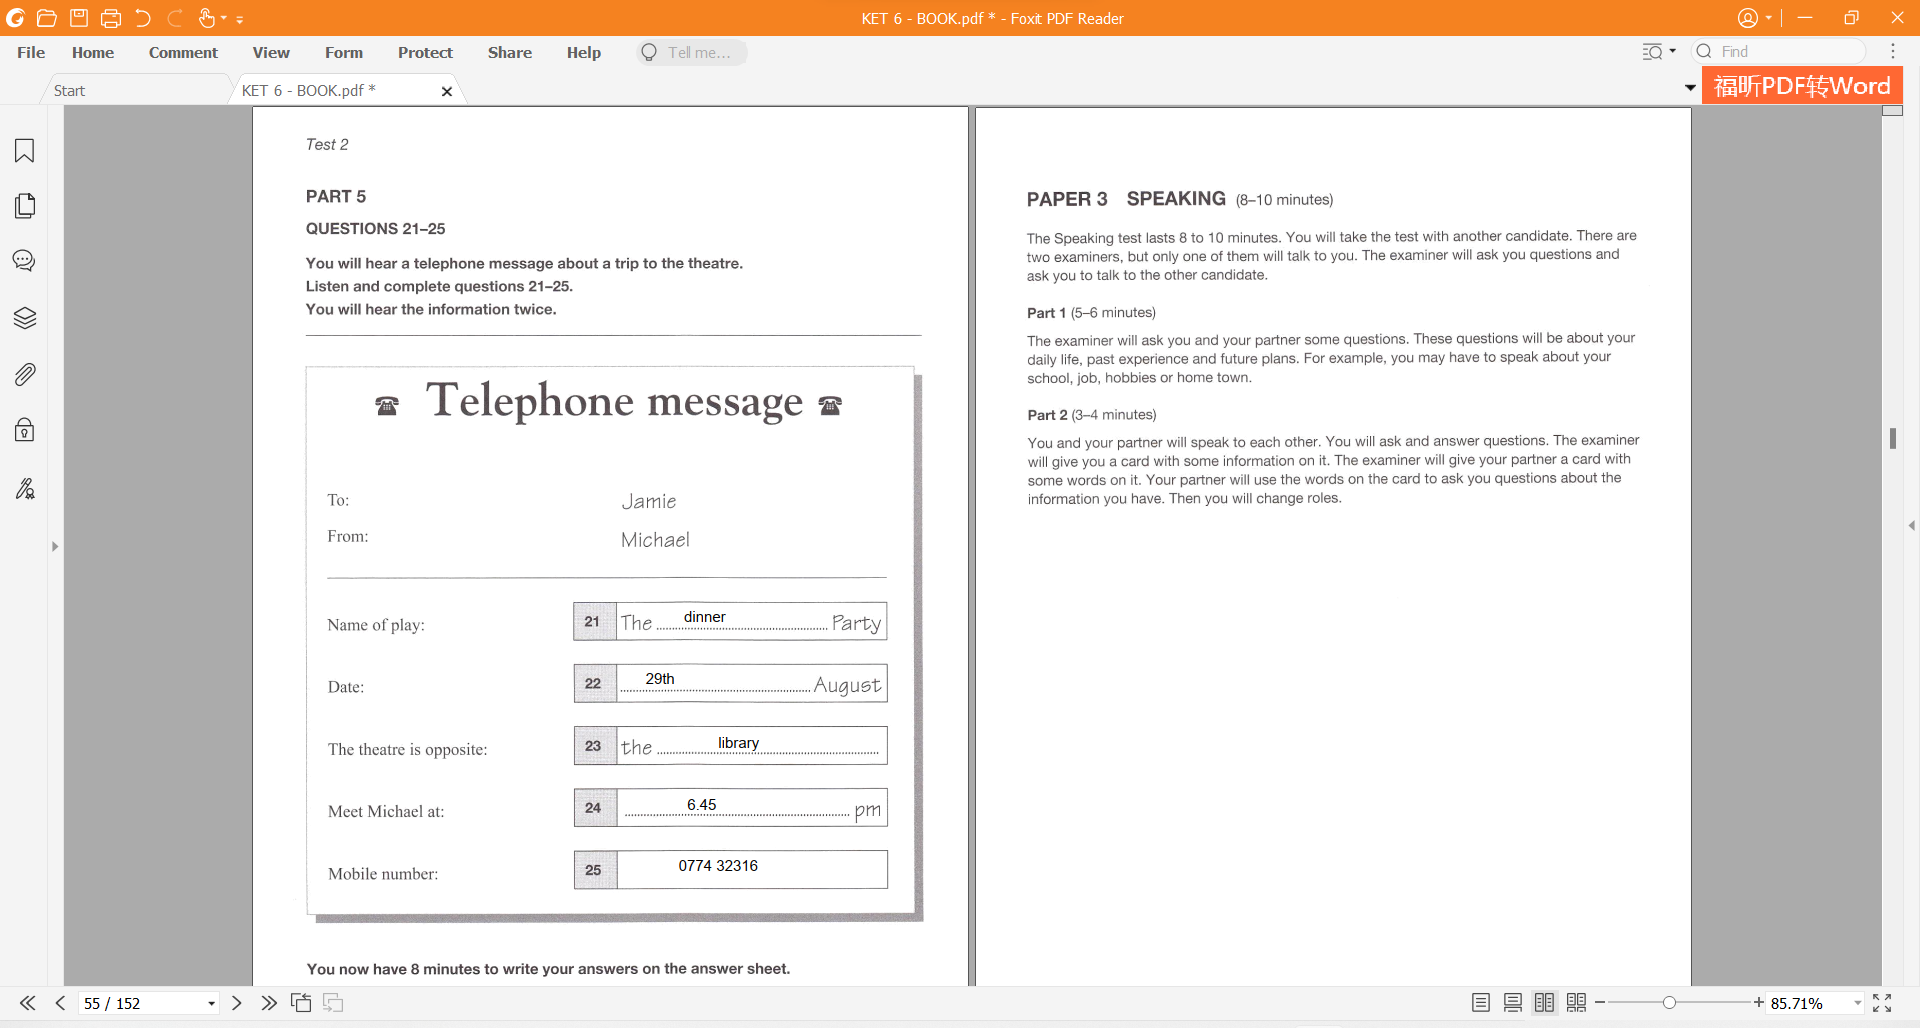 KET 6 - BOOK.pdf * - Foxit PDF Reader
File Home Comment View Form Protect Share Help Tell me... Find
Start KET 6 - BOOK.pdf * 福昕PDF转Word
Test 2
PART 5
QUESTIONS 21–25
You will hear a telephone message about a trip to the theatre.
Listen and complete questions 21–25.
You will hear the information twice.
Telephone message
To: Jamie
From: Michael
Name of play: 21 The dinner Party
Date: 22 29th August
The theatre is opposite: 23 the library
Meet Michael at: 24 6.45 pm
Mobile number: 25 0774 32316
You now have 8 minutes to write your answers on the answer sheet.
PAPER 3 SPEAKING (8–10 minutes)
The Speaking test lasts 8 to 10 minutes. You will take the test with another candidate. There are
two examiners, but only one of them will talk to you. The examiner will ask you questions and
ask you to talk to the other candidate.
Part 1 (5–6 minutes)
The examiner will ask you and your partner some questions. These questions will be about your
daily life, past experience and future plans. For example, you may have to speak about your
school, job, hobbies or home town.
Part 2 (3–4 minutes)
You and your partner will speak to each other. You will ask and answer questions. The examiner
will give you a card with some information on it. The examiner will give your partner a card with
some words on it. Your partner will use the words on the card to ask you questions about the
information you have. Then you will change roles.
55 / 152 85.71%